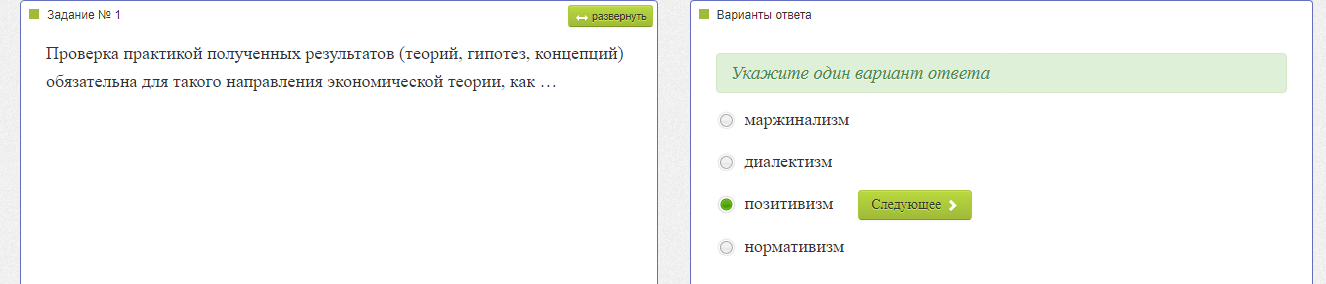 Задание № 1
развернуть
Проверка практикой полученных результатов (теорий, гипотез, концепций)
обязательна для такого направления экономической теории, как …
Варианты ответа
Укажите один вариант ответа
маржинализм
диалектизм
позитивизм
Следующее
нормативизм